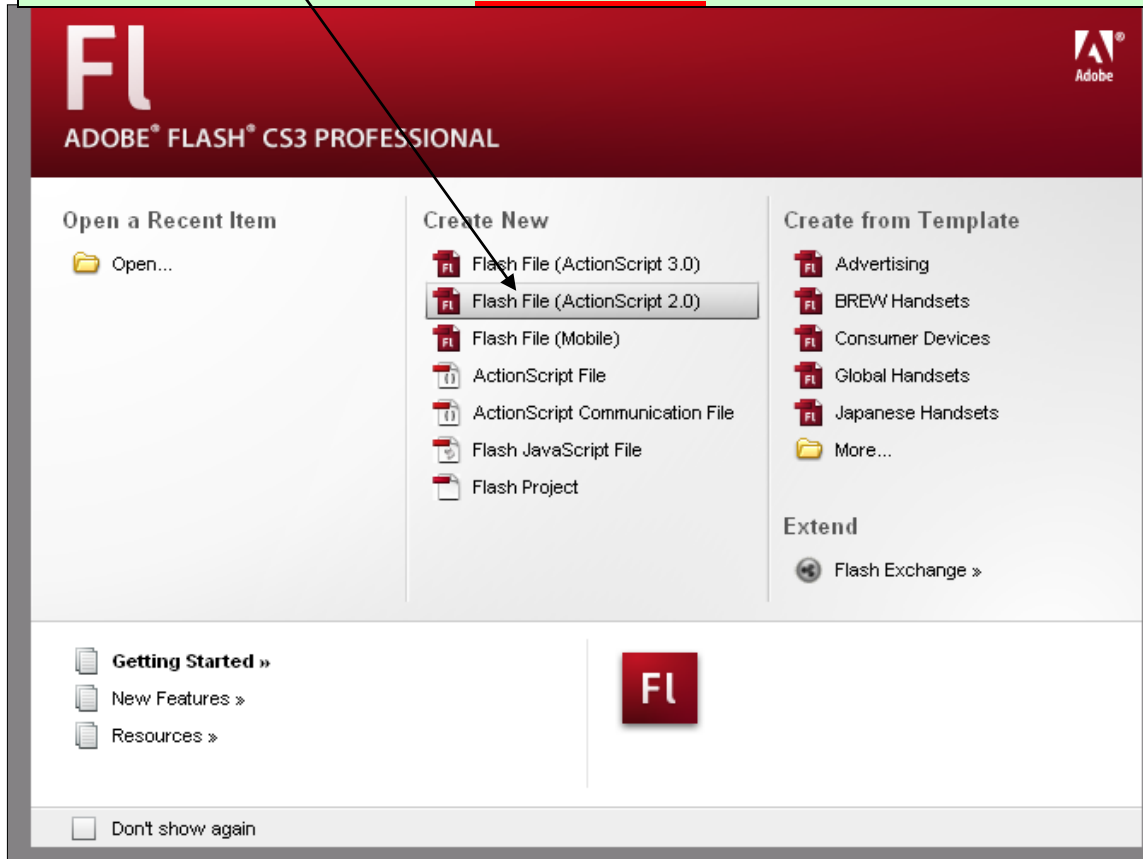 Fl
Adobe
ADOBE® FLASH® CS3 PROFESSIONAL
Open a Recent Item
Open...
Create New
Flash File (ActionScript 3.0)
Flash File (ActionScript 2.0)
Flash File (Mobile)
ActionScript File
ActionScript Communication File
Flash JavaScript File
Flash Project
Create from Template
Advertising
BREW Handsets
Consumer Devices
Global Handsets
Japanese Handsets
More...
Extend
Flash Exchange »
Getting Started »
New Features »
Resources »
Fl
Don't show again